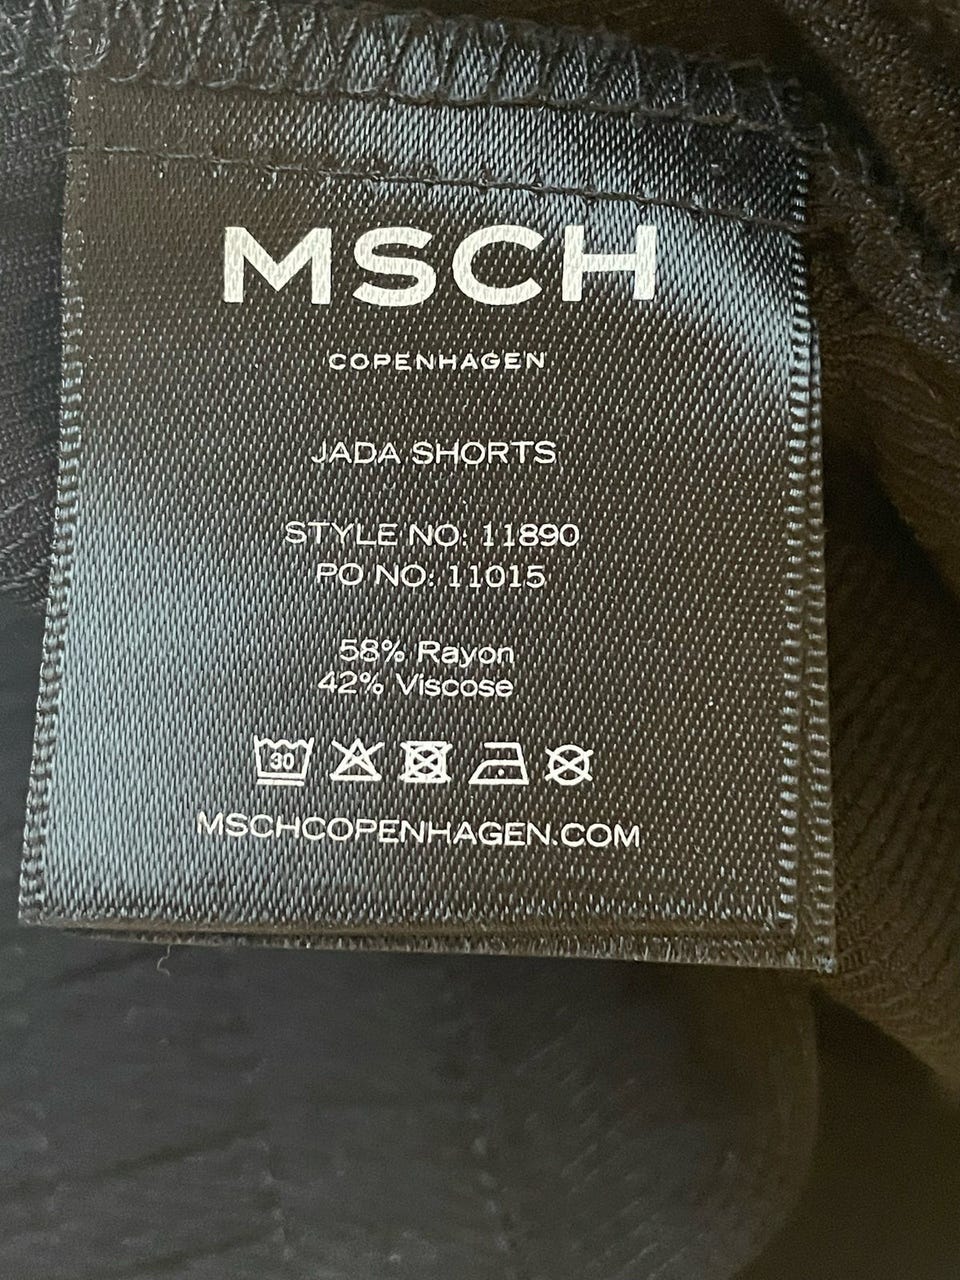 MSCH
COPENHAGEN
JADA SHORTS
STYLE NO: 11890
PO NO: 11015
58% Rayon
42% Viscose
30
MSCHCOPENHAGEN.COM